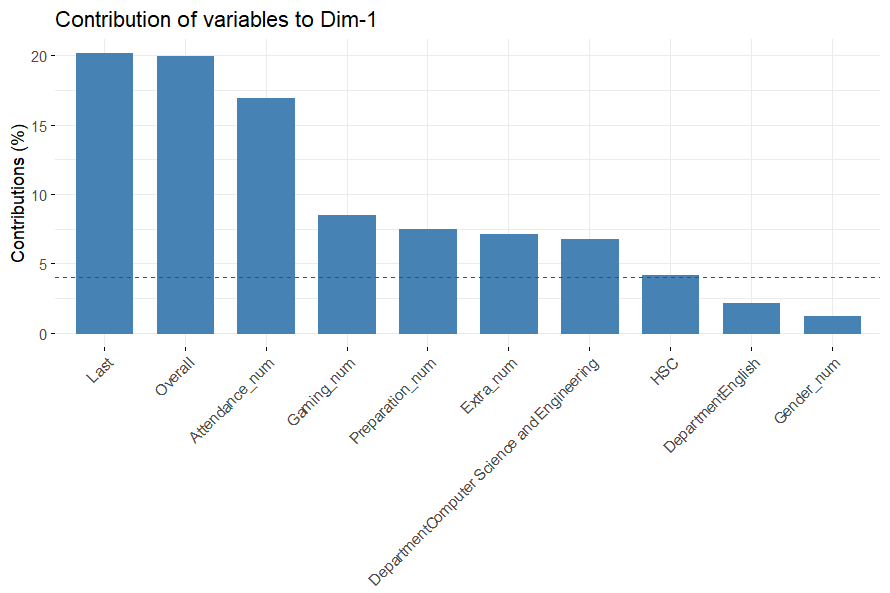 Contribution of variables to Dim-1
Contributions (%)
20
15
10
5
0
Last
Overall
Attendance_num
Gaming_num
Preparation_num
Extra_num
DepartmentComputer Science and Engineering
HSC
DepartmentEnglish
Gender_num